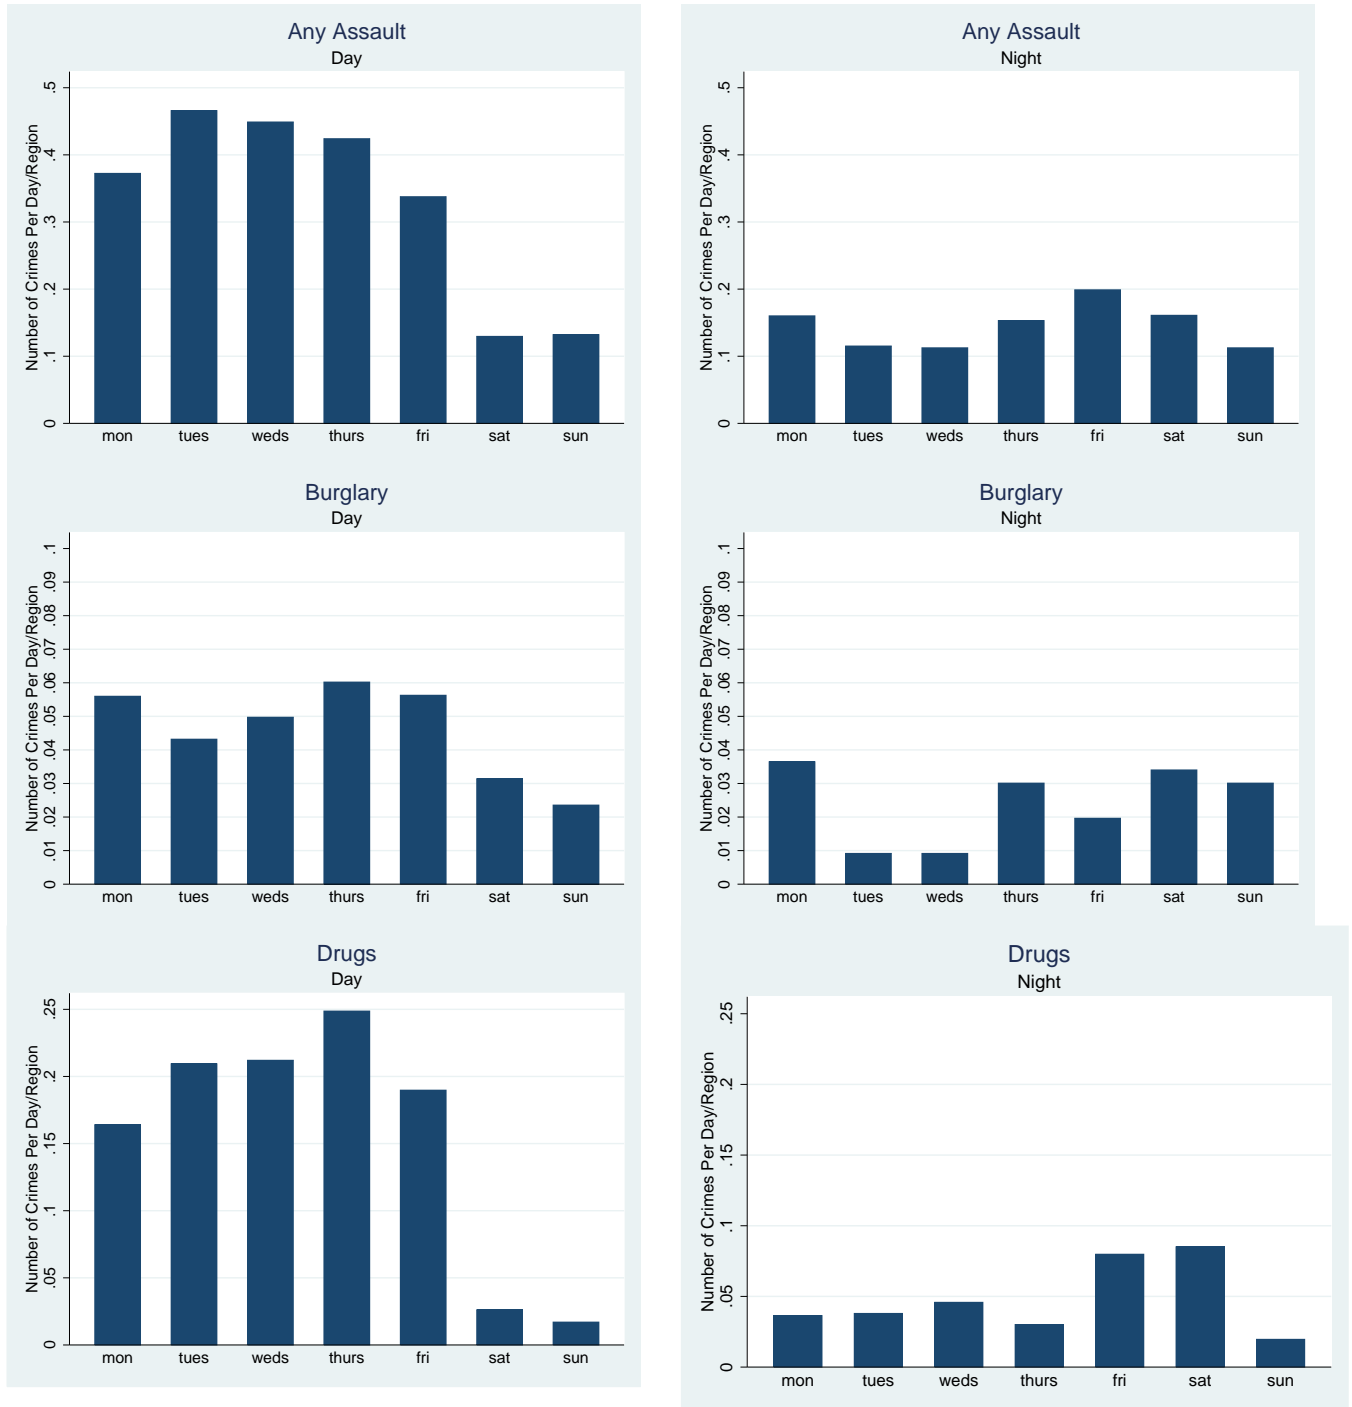 Any Assault
Day
Number of Crimes Per Day/Region
.5
.4
.3
.2
.1
0
mon tues weds thurs fri sat sun
Any Assault
Night
Number of Crimes Per Day/Region
.5
.4
.3
.2
.1
0
mon tues weds thurs fri sat sun
Burglary
Day
Number of Crimes Per Day/Region
.1
.09
.08
.07
.06
.05
.04
.03
.02
.01
0
mon tues weds thurs fri sat sun
Burglary
Night
Number of Crimes Per Day/Region
.1
.09
.08
.07
.06
.05
.04
.03
.02
.01
0
mon tues weds thurs fri sat sun
Drugs
Day
Number of Crimes Per Day/Region
.25
.2
.15
.1
.05
0
mon tues weds thurs fri sat sun
Drugs
Night
Number of Crimes Per Day/Region
.25
.2
.15
.1
.05
0
mon tues weds thurs fri sat sun